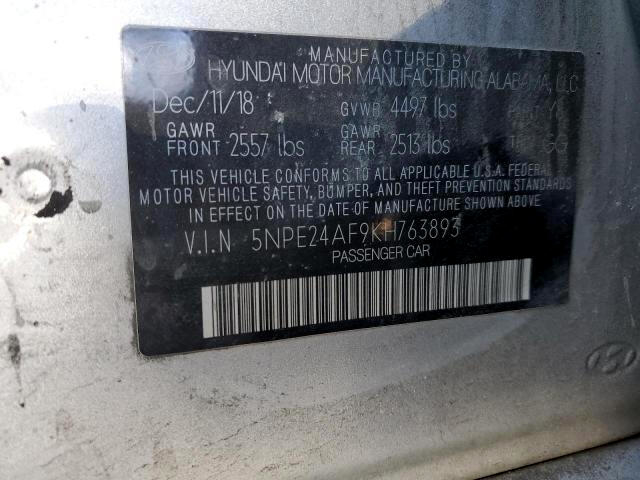 MANUFACTURED BY
HYUNDAI MOTOR MANUFACTURING ALABAMA, LLC
Dec/11/18 GVWR 4497 lbs
GAWR FRONT 2557 lbs GAWR REAR 2513 lbs
THIS VEHICLE CONFORMS TO ALL APPLICABLE U.S.A. FEDERAL
MOTOR VEHICLE SAFETY, BUMPER, AND THEFT PREVENTION STANDARDS
IN EFFECT ON THE DATE OF MANUFACTURE SHOWN ABOVE.
V.I.N 5NPE24AF9KH763893
PASSENGER CAR